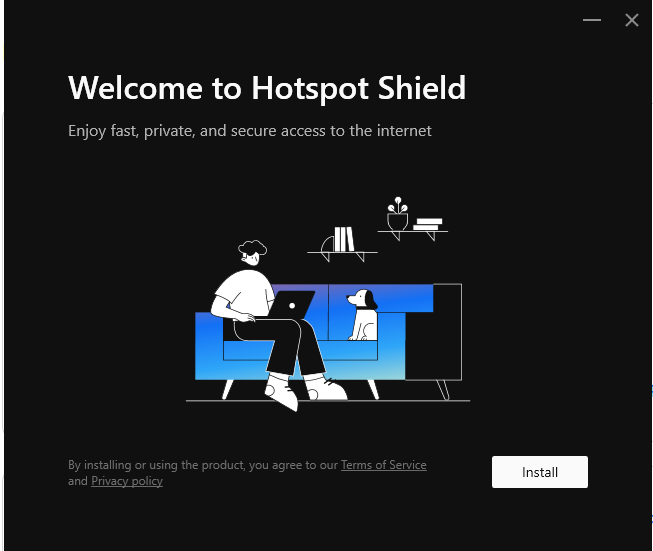 Welcome to Hotspot Shield
Enjoy fast, private, and secure access to the internet
By installing or using the product, you agree to our Terms of Service
and Privacy policy
Install